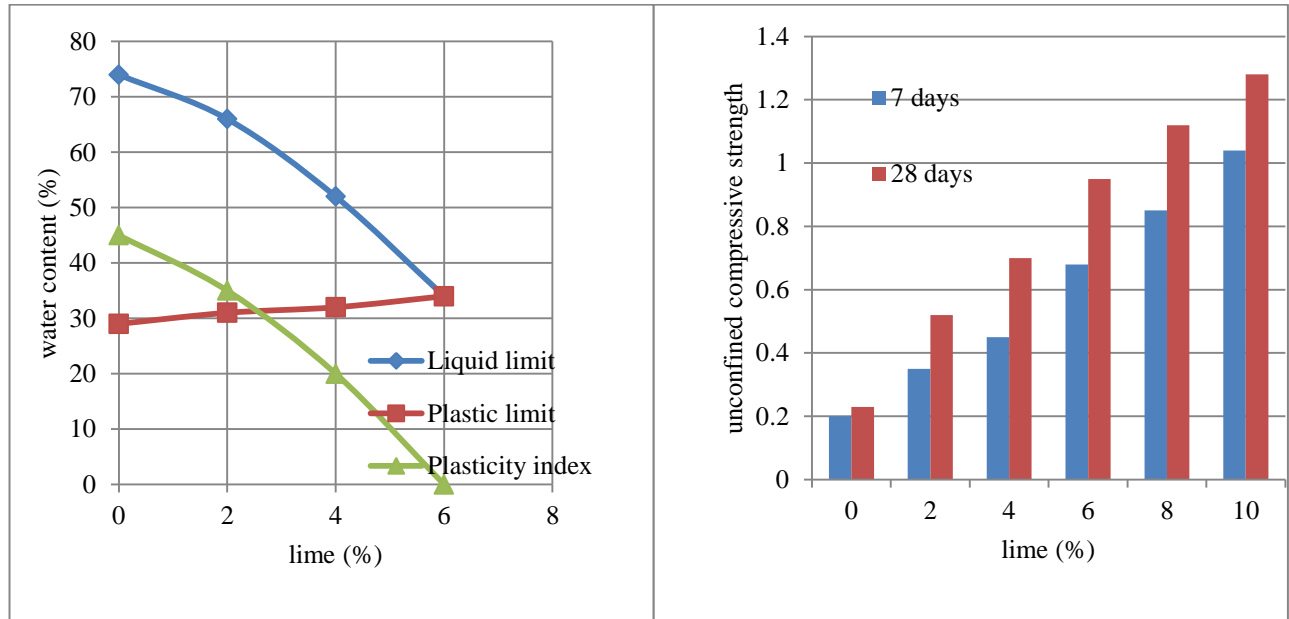 80
70
60
50
40
30
20
10
0
water content (%)
0 2 4 6 8
lime (%)
Liquid limit
Plastic limit
Plasticity index
1.4
1.2
1
0.8
0.6
0.4
0.2
0
unconfined compressive strength
7 days
28 days
0 2 4 6 8 10
lime (%)